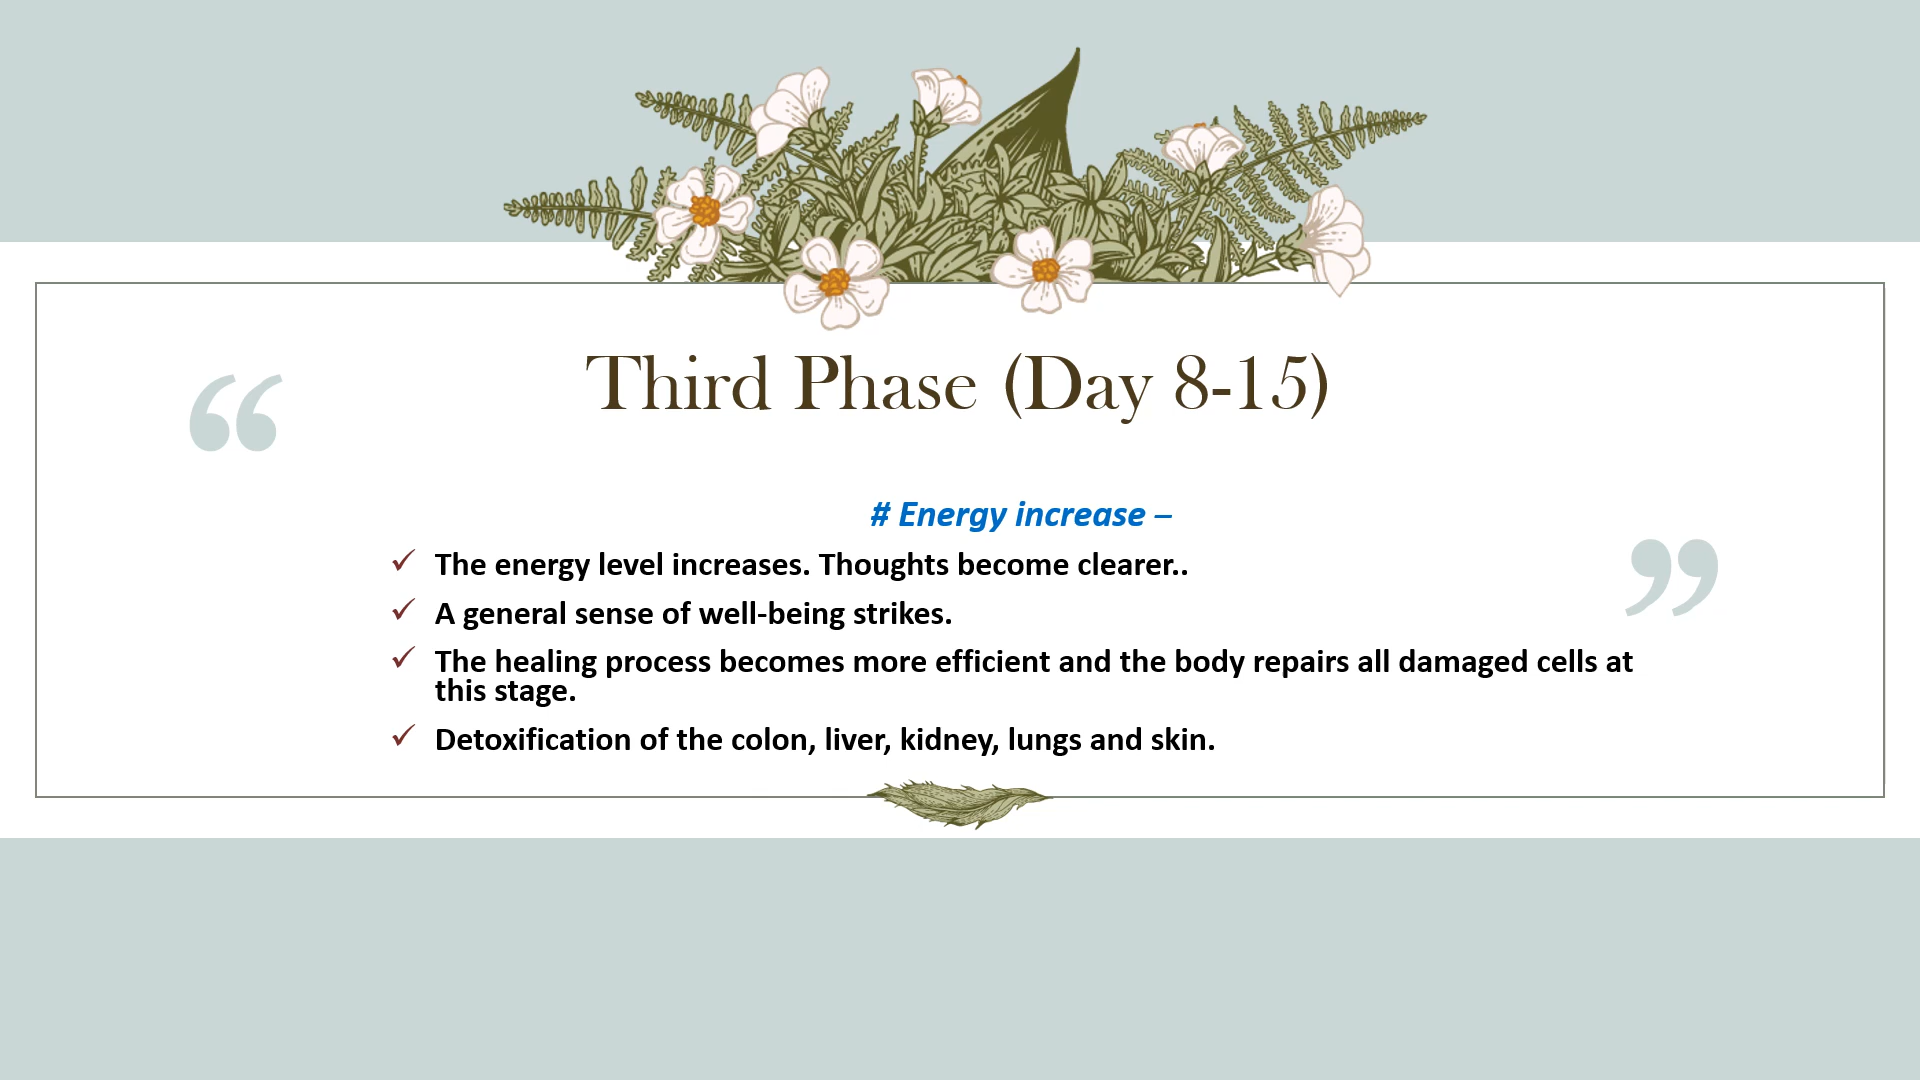 Third Phase (Day 8-15)
“
# Energy increase –
✓ The energy level increases. Thoughts become clearer..
✓ A general sense of well-being strikes.
✓ The healing process becomes more efficient and the body repairs all damaged cells at
this stage.
✓ Detoxification of the colon, liver, kidney, lungs and skin.
”